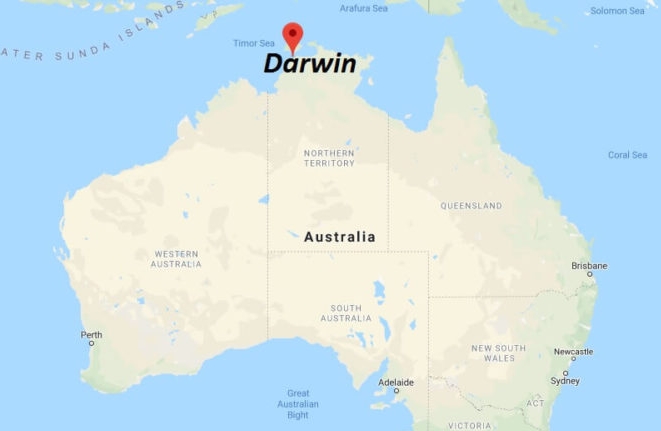 Arafura Sea
Solomon Sea
ATER SUNDA ISLANDS
Timor Sea
Darwin
Coral Sea
NORTHERN
TERRITORY
QUEENSLAND
Australia
WESTERN
AUSTRALIA
Brisbane
SOUTH
AUSTRALIA
Perth
NEW SOUTH
WALES
Newcastle
Sydney
Adelaide
Great
Australian
Bight
ACT
VICTORIA